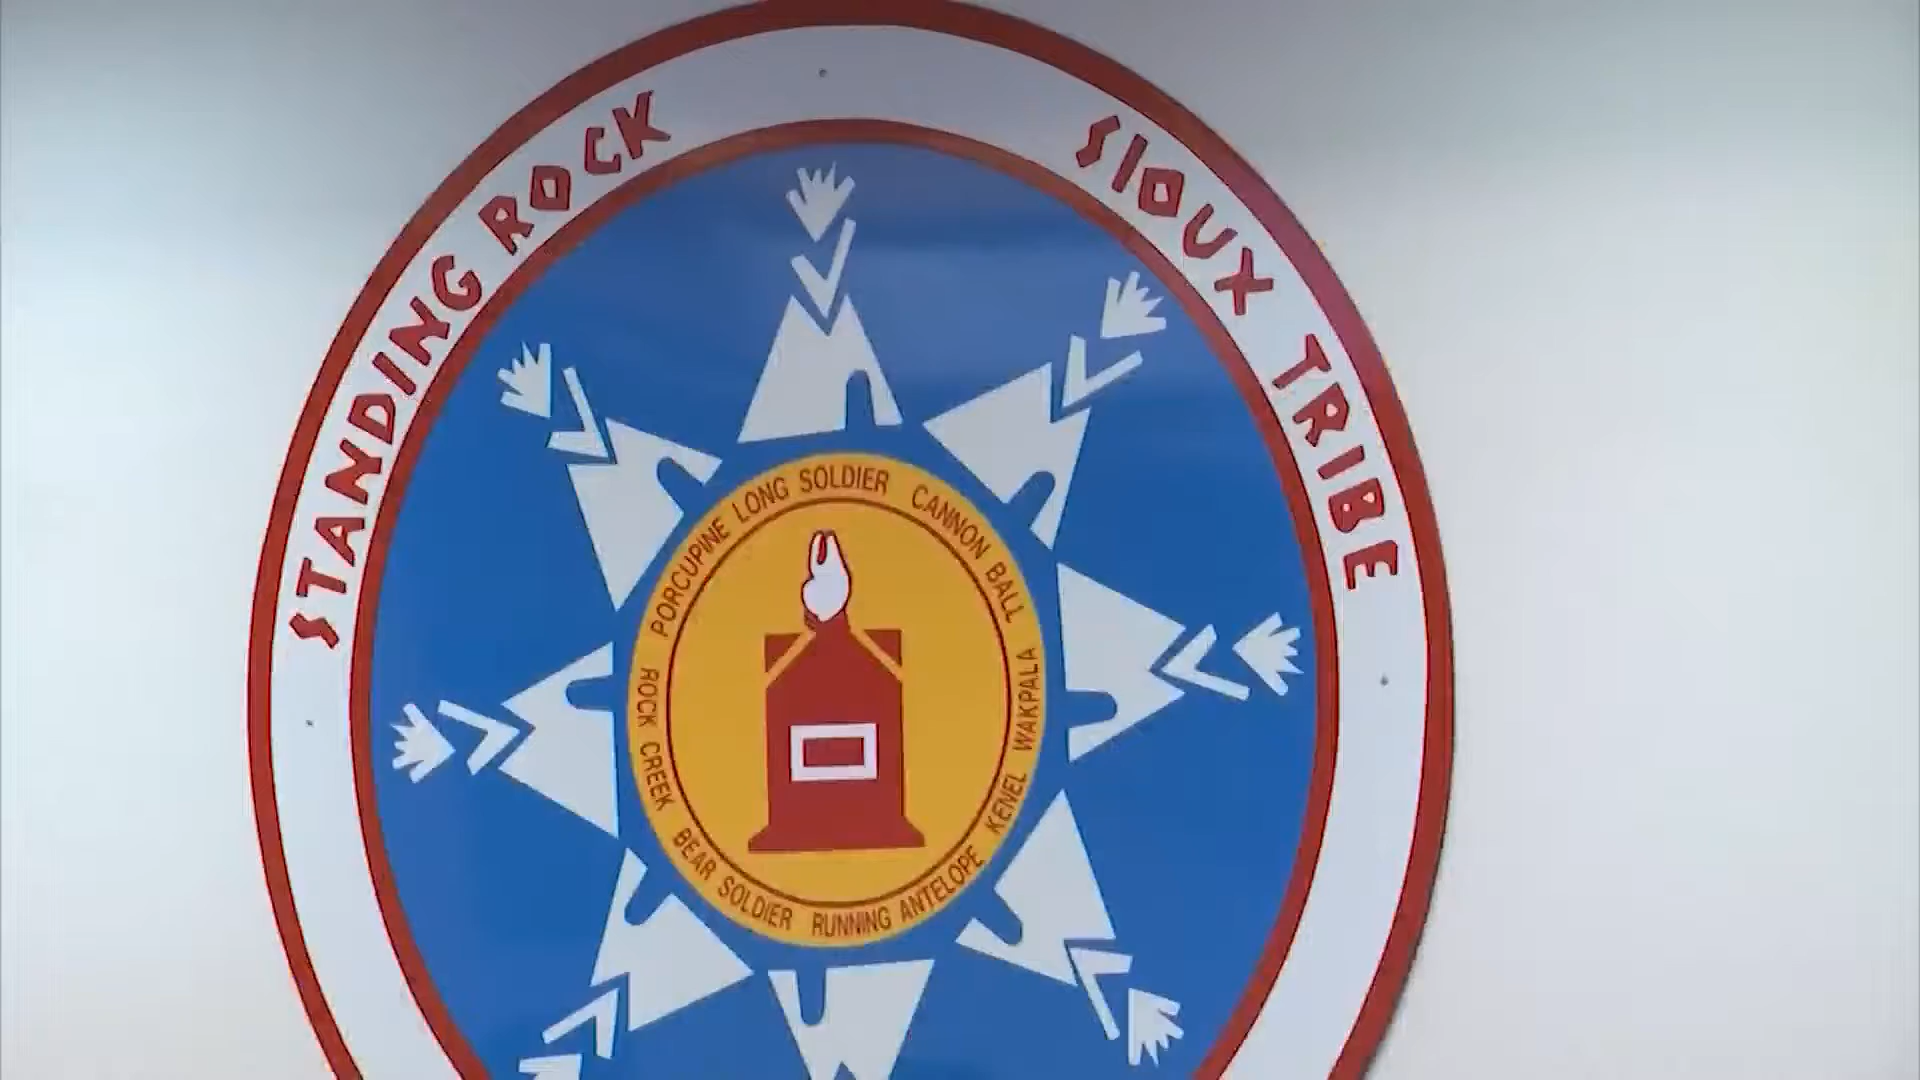 STANDING ROCK SIOUX TRIBE
LONG SOLDIER
CANNON BALL
WAKPALA
KENEL
RUNNING ANTELOPE
BEAR SOLDIER
ROCK CREEK
PORCUPINE